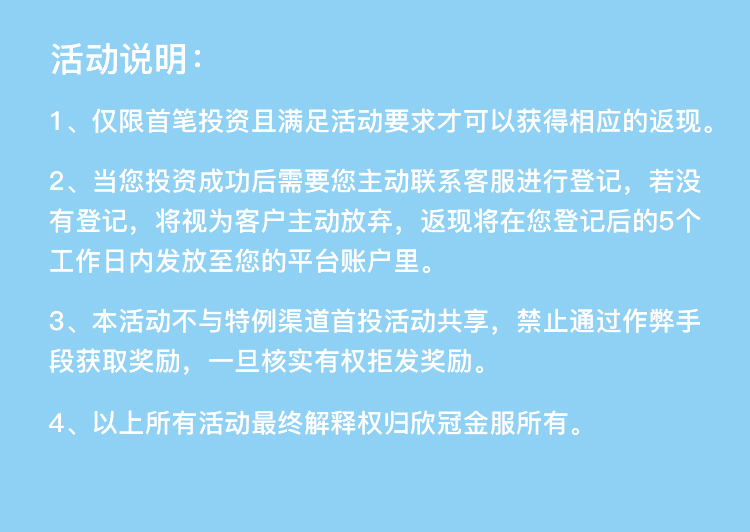 活动说明：
1、仅限首笔投资且满足活动要求才可以获得相应的返现。
2、当您投资成功后需要您主动联系客服进行登记，若没
有登记，将视为客户主动放弃，返现将在您登记后的5个
工作日内发放至您的平台账户里。
3、本活动不与特例渠道首投活动共享，禁止通过作弊手
段获取奖励，一旦核实有权拒发奖励。
4、以上所有活动最终解释权归欣冠金服所有。